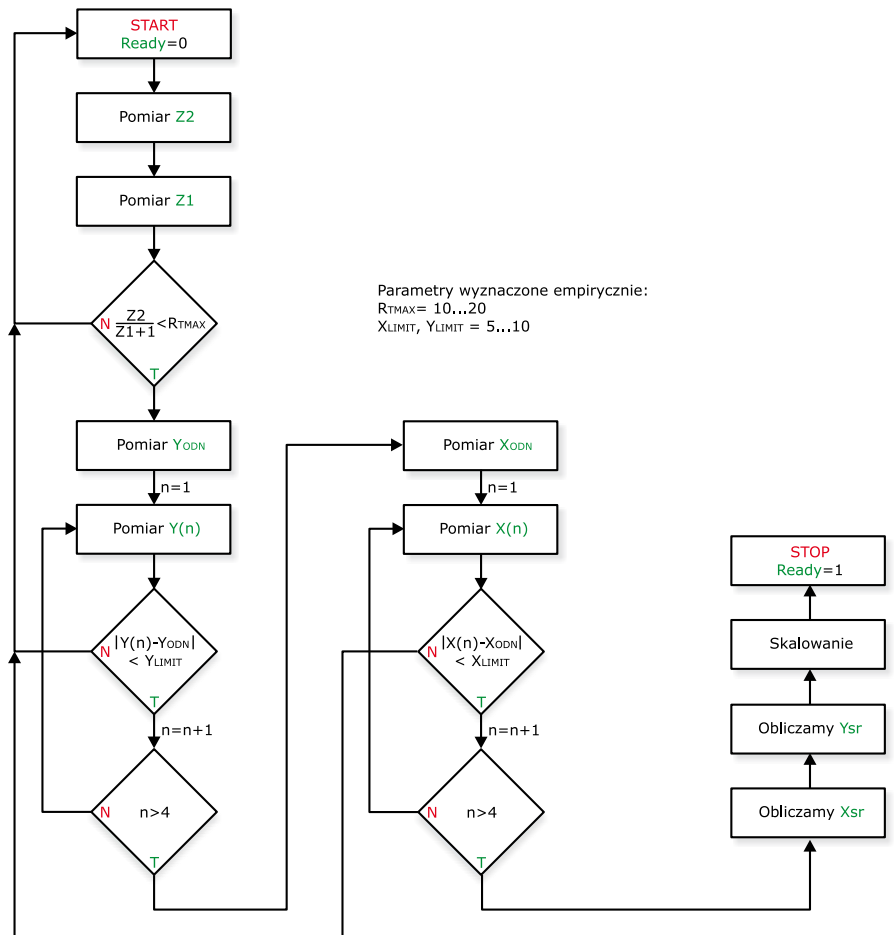 START
Ready=0
Pomiar Z2
Pomiar Z1
N
Z2
Z1+1
<RTMAX
T
Parametry wyznaczone empirycznie:
RTMAX= 10...20
XLIMIT, YLIMIT = 5...10
Pomiar YODN
n=1
Pomiar Y(n)
N
|Y(n)-YODN|
< YLIMIT
T
n=n+1
N
n>4
T
Pomiar XODN
n=1
Pomiar X(n)
N
|X(n)-XODN|
< XLIMIT
T
n=n+1
N
n>4
T
STOP
Ready=1
Skalowanie
Obliczamy Ysr
Obliczamy Xsr